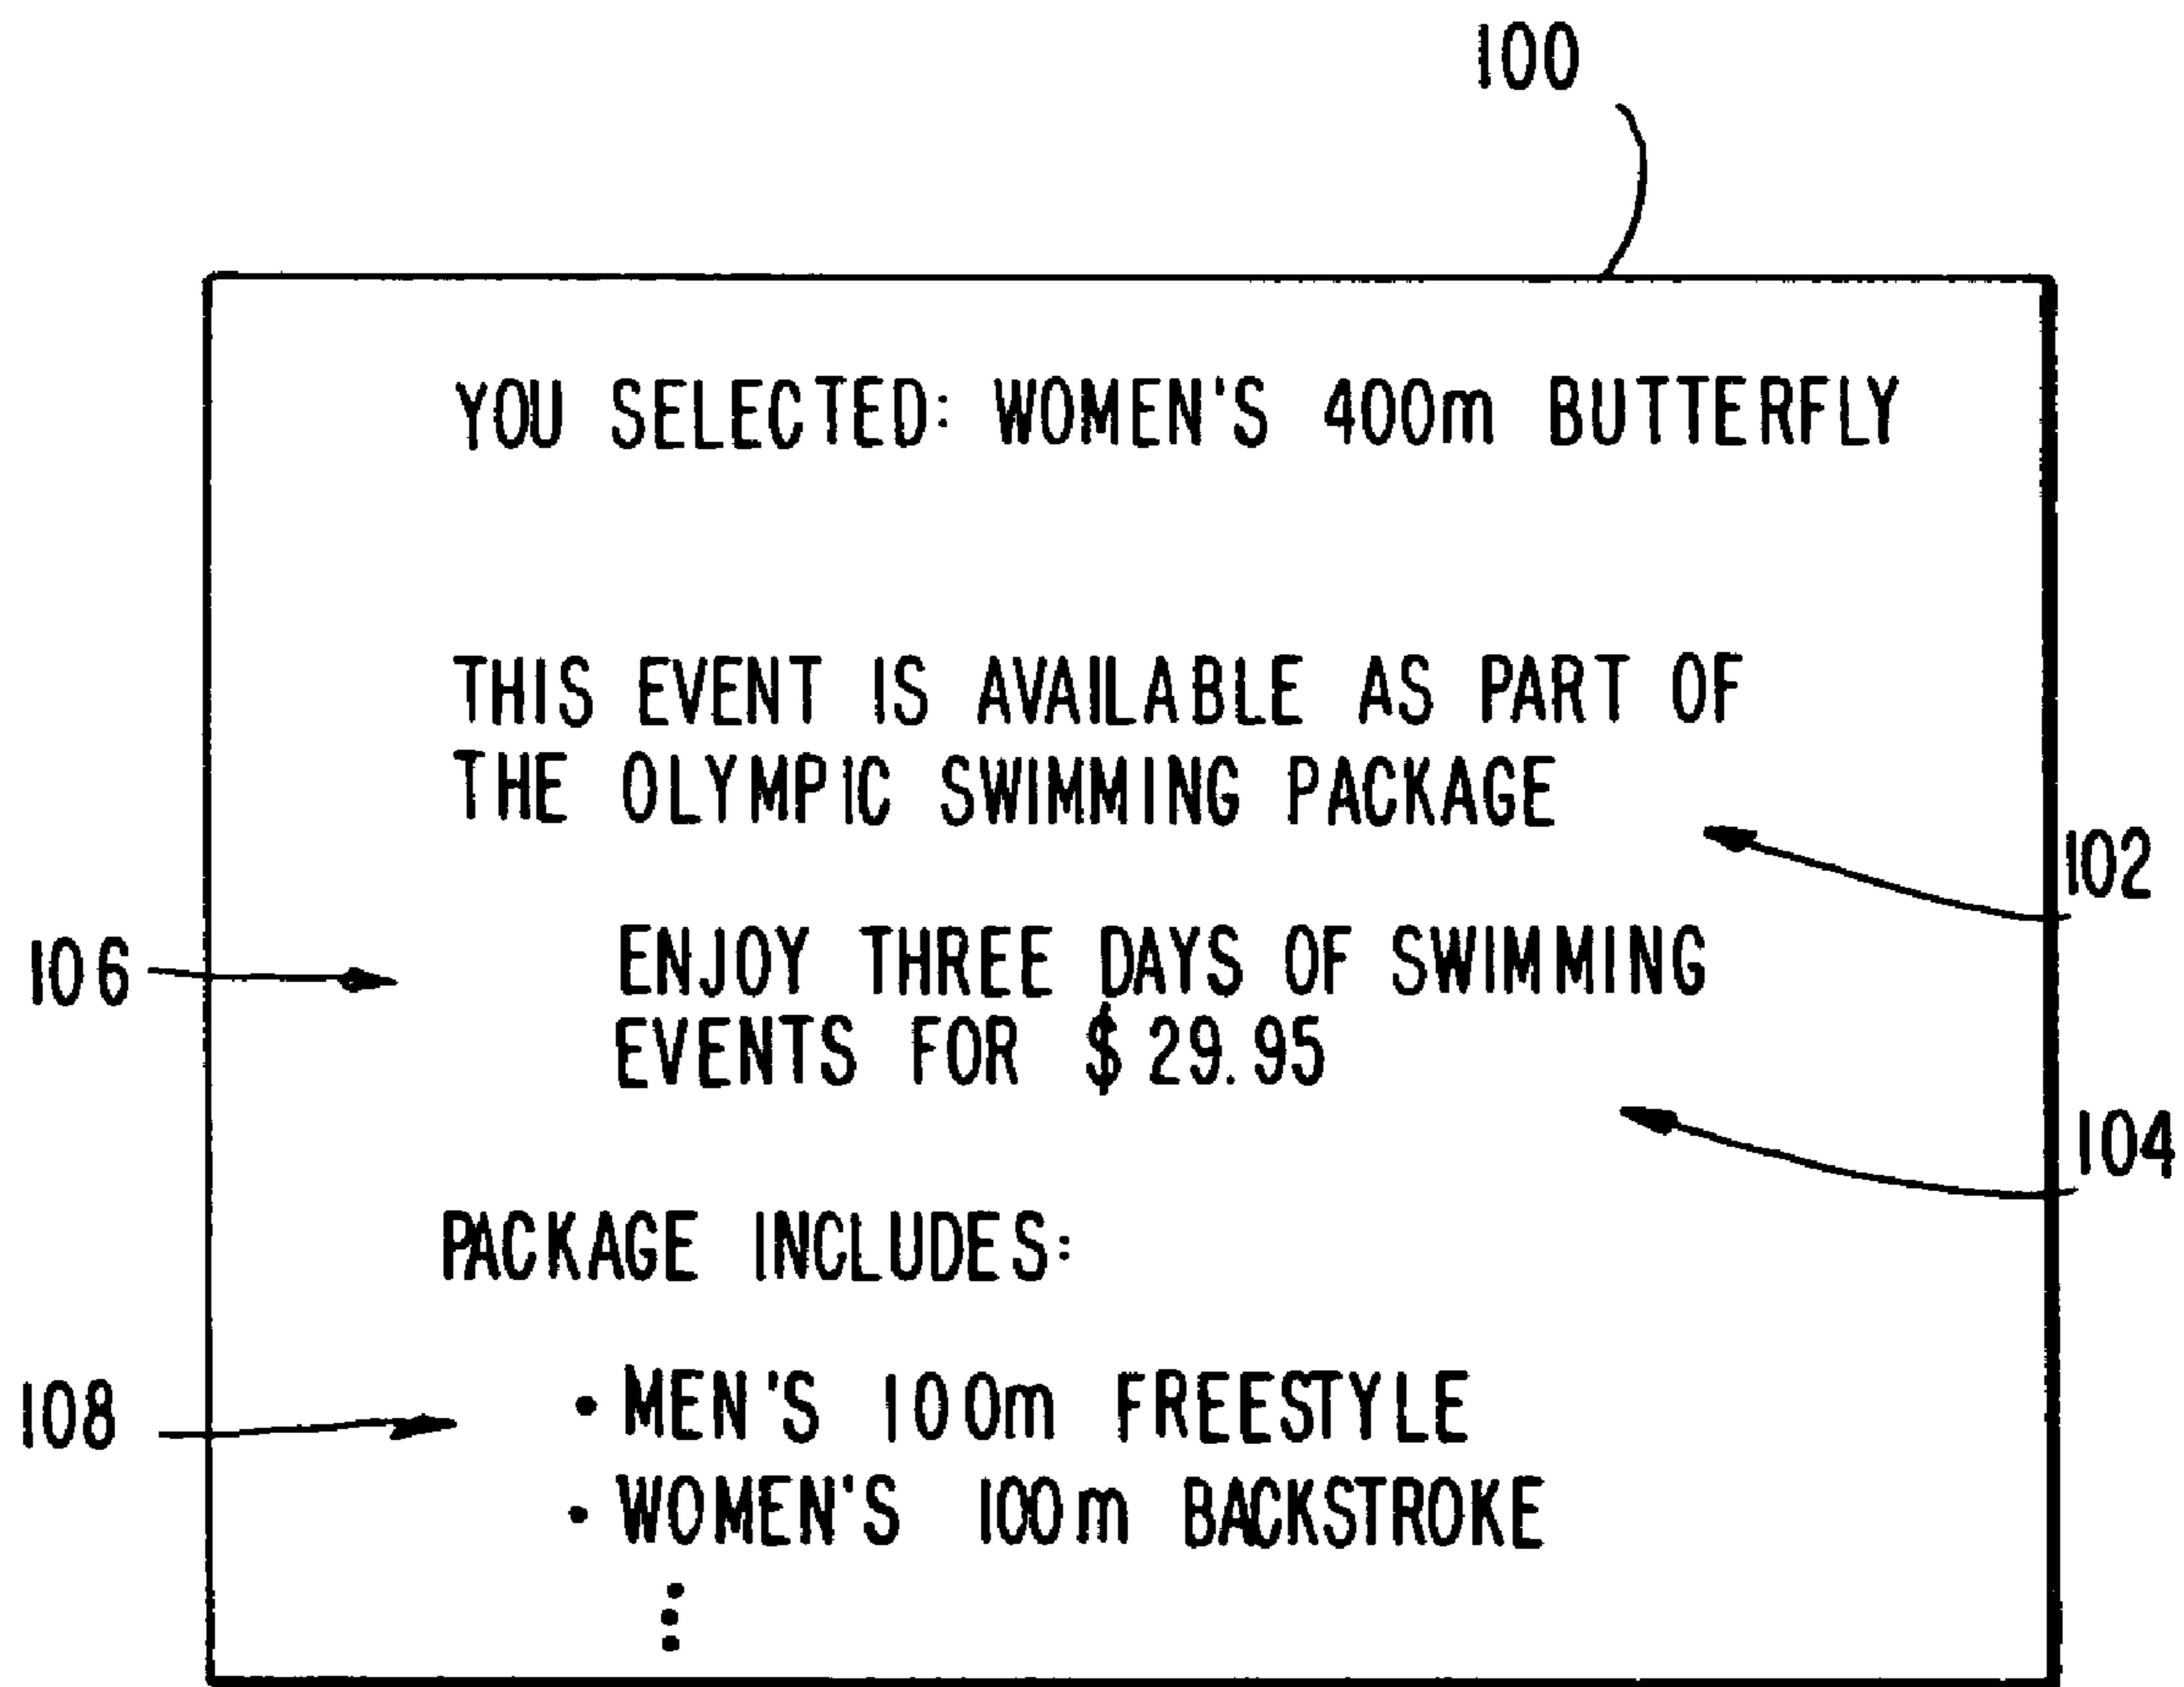 100
YOU SELECTED: WOMEN'S 400m BUTTERFLY
THIS EVENT IS AVAILABLE AS PART OF
THE OLYMPIC SWIMMING PACKAGE
102
106
ENJOY THREE DAYS OF SWIMMING
EVENTS FOR $29.95
104
PACKAGE INCLUDES:
108
• MEN'S 100m FREESTYLE
• WOMEN'S 100m BACKSTROKE